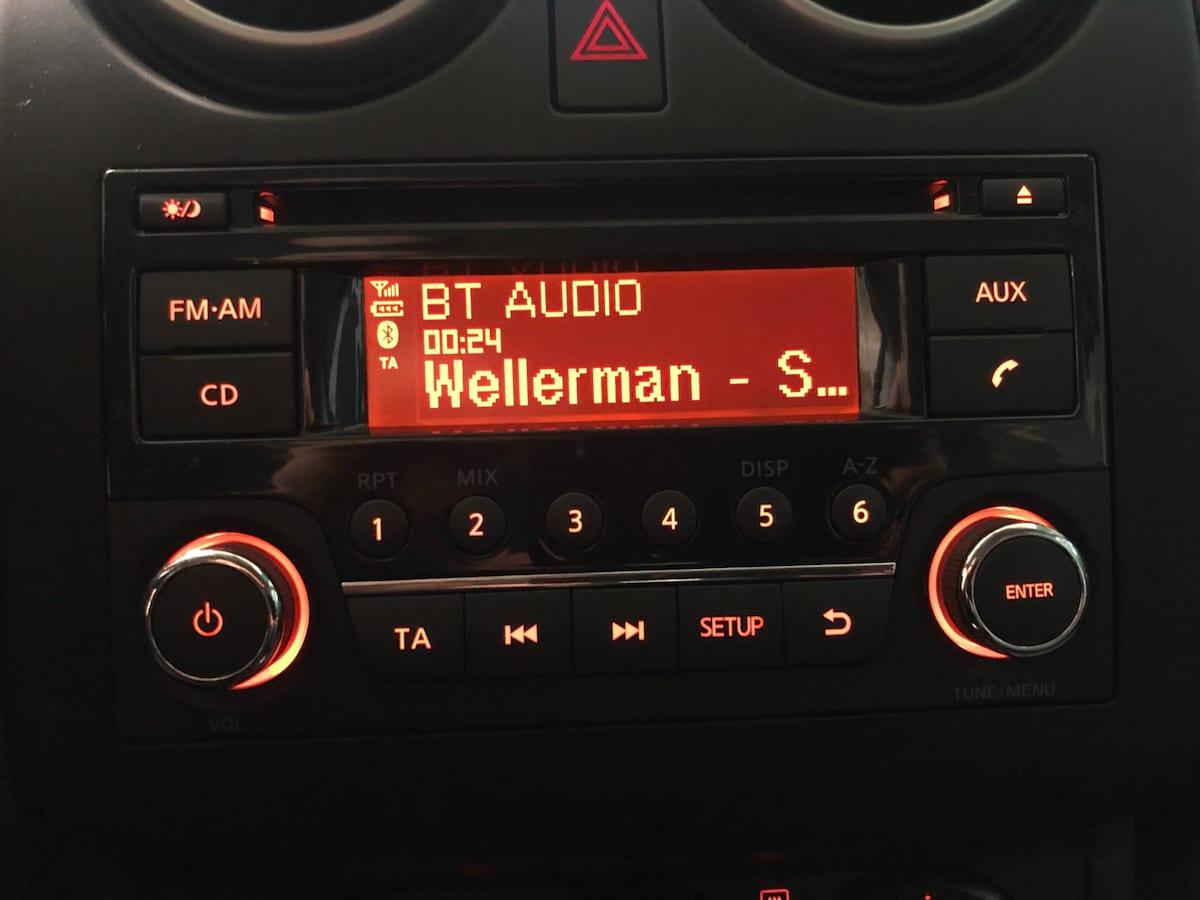 BT AUDIO
00:24
Wellerman - S...
TA
FM·AM
CD
AUX
RPT
MIX
DISP
A-Z
1
2
3
4
5
6
TA
SETUP
ENTER
VOL
TUNE/MENU